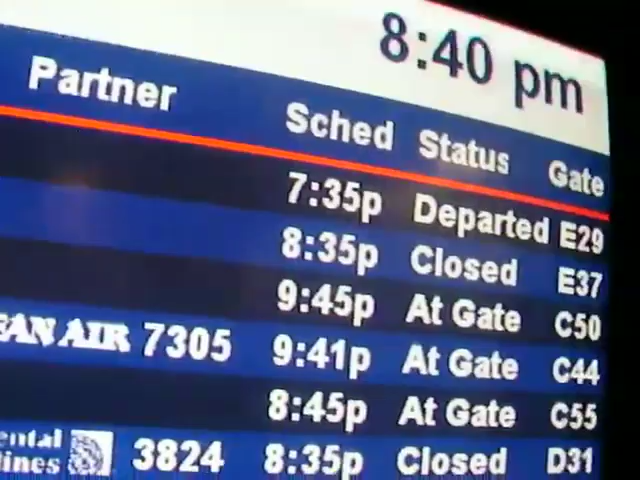 8:40 pm
Partner Sched Status Gate
7:35p Departed E29
8:35p Closed E37
9:45p At Gate C50
EAN AIR 7305 9:41p At Gate C44
8:45p At Gate C55
ental
lines 3824 8:35p Closed D31